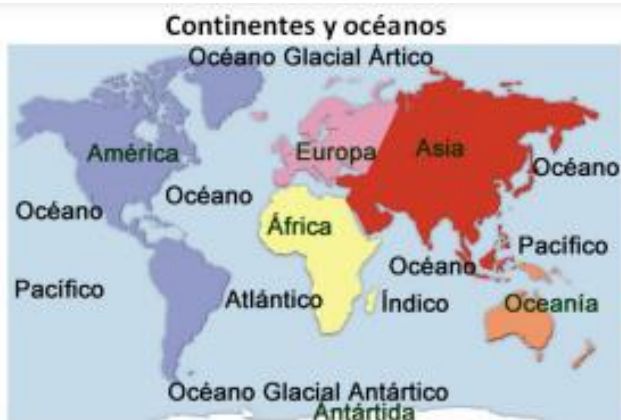 Continentes y océanos
Océano Glacial Ártico
América
Europa
Asia
Océano
Océano
Océano
África
Pacífico
Océano
Pacífico
Atlántico
Índico
Oceanía
Océano Glacial Antártico
Antártida